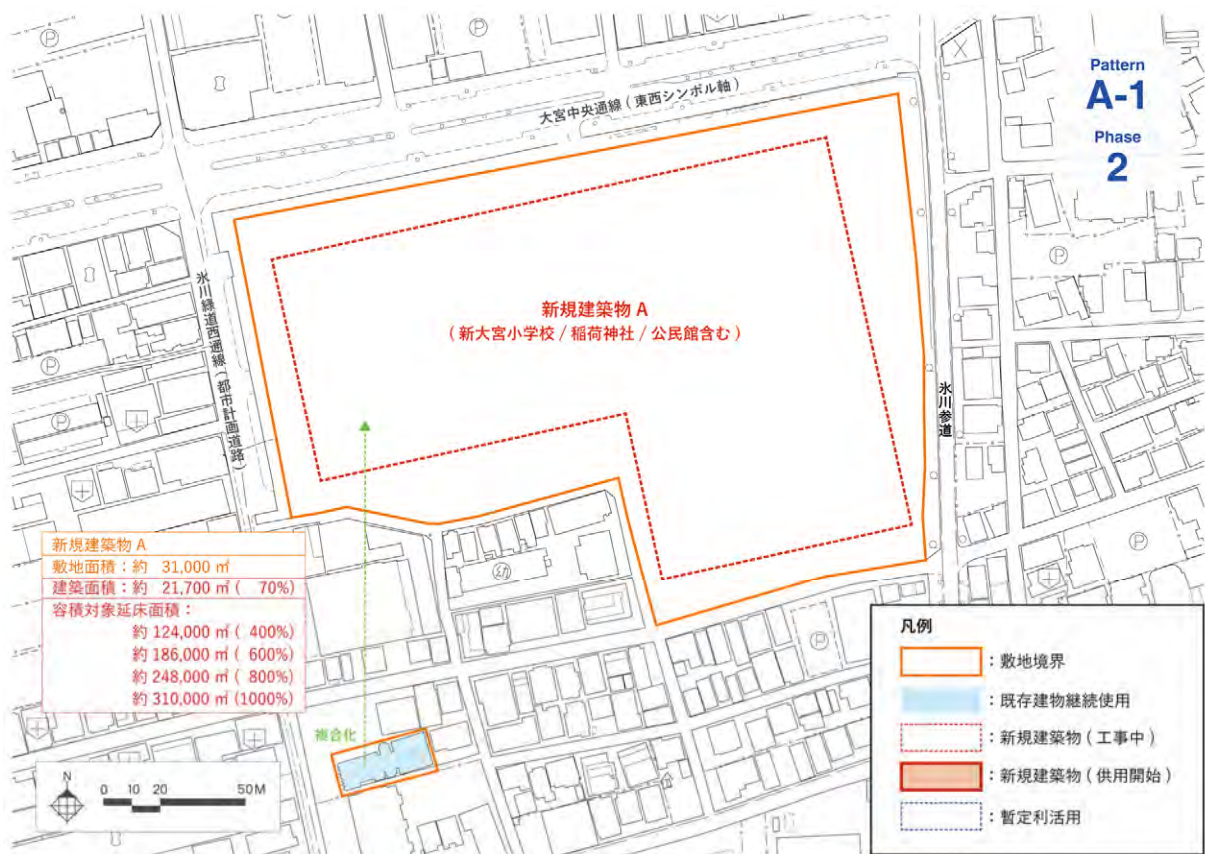 Pattern
A-1
Phase
2
大宮中央通線(東西シンボル軸)
氷川緑道西通線(都市計画道路)
氷川参道
新規建築物 A
(新大宮小学校 / 稲荷神社 / 公民館含む)
幼
P
P
P
P
P
P
P
新規建築物 A
敷地面積:約 31,000 ㎡
建築面積:約 21,700 ㎡( 70%)
容積対象延床面積:
約 124,000 ㎡( 400%)
約 186,000 ㎡( 600%)
約 248,000 ㎡( 800%)
約 310,000 ㎡(1000%)
複合化
N
0 10 20 50M
凡例
:敷地境界
:既存建物継続使用
:新規建築物(工事中)
:新規建築物(供用開始)
:暫定利活用